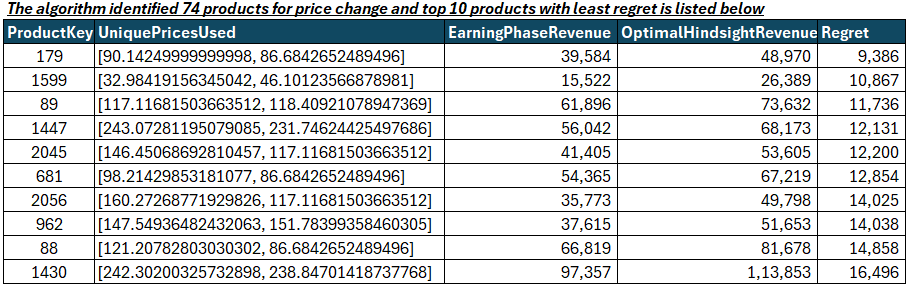 The algorithm identified 74 products for price change and top 10 products with least regret is listed below
ProductKey UniquePricesUsed EarningPhaseRevenue OptimalHindsightRevenue Regret
179 [90.14249999999998, 86.6842652489496] 39,584 48,970 9,386
1599 [32.98419156345042, 46.10123566878981] 15,522 26,389 10,867
89 [117.11681503663512, 118.40921078947369] 61,896 73,632 11,736
1447 [243.07281195079085, 231.74624425497686] 56,042 68,173 12,131
2045 [146.45068692810457, 117.11681503663512] 41,405 53,605 12,200
681 [98.21429853181077, 86.6842652489496] 54,365 67,219 12,854
2056 [160.27268771929826, 117.11681503663512] 35,773 49,798 14,025
962 [147.54936482432063, 151.78399358460305] 37,615 51,653 14,038
88 [121.20782803030302, 86.6842652489496] 66,819 81,678 14,858
1430 [242.30200325732898, 238.84701418737768] 97,357 1,13,853 16,496